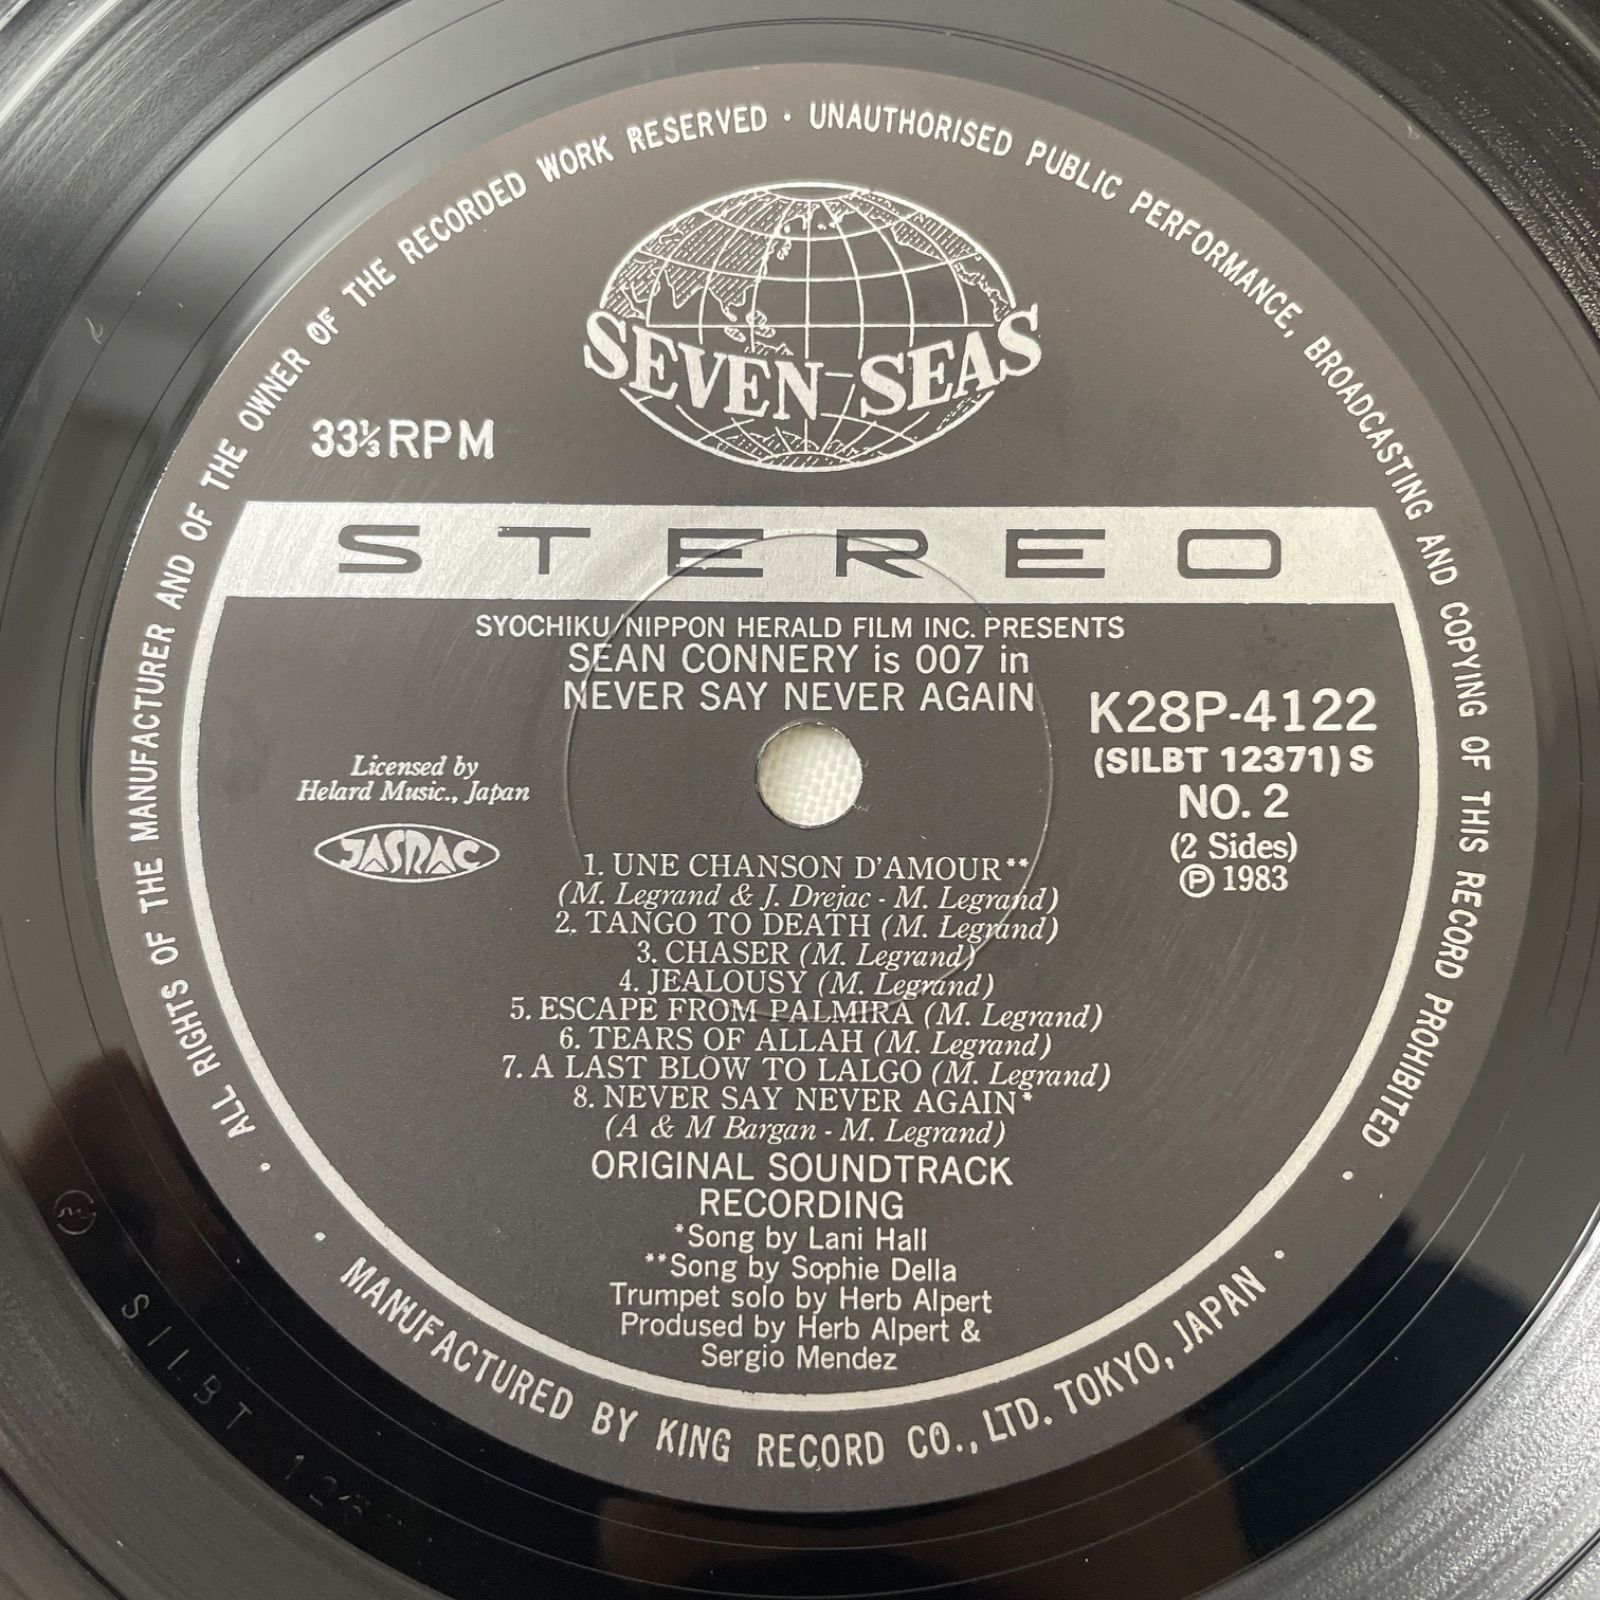 ALL RIGHTS OF THE MANUFACTURER AND OF THE OWNER OF THE RECORDED WORK RESERVED · UNAUTHORISED PUBLIC PERFORMANCE, BROADCASTING AND COPYING OF THIS RECORD PROHIBITED
SEVEN SEAS
33⅓ RPM
STEREO
SYOCHIKU/NIPPON HERALD FILM INC. PRESENTS
SEAN CONNERY is 007 in
NEVER SAY NEVER AGAIN
K28P-4122
(SILBT 12371) S
NO. 2
(2 Sides)
Ⓟ 1983
Licensed by
Helard Music., Japan
JASRAC
1. UNE CHANSON D'AMOUR**
(M. Legrand & J. Drejac - M. Legrand)
2. TANGO TO DEATH (M. Legrand)
3. CHASER (M. Legrand)
4. JEALOUSY (M. Legrand)
5. ESCAPE FROM PALMIRA (M. Legrand)
6. TEARS OF ALLAH (M. Legrand)
7. A LAST BLOW TO LALGO (M. Legrand)
8. NEVER SAY NEVER AGAIN*
(A & M Bargan - M. Legrand)
ORIGINAL SOUNDTRACK
RECORDING
*Song by Lani Hall
**Song by Sophie Della
Trumpet solo by Herb Alpert
Prodused by Herb Alpert &
Sergio Mendez
· MANUFACTURED BY KING RECORD CO., LTD. TOKYO, JAPAN ·
SILBT